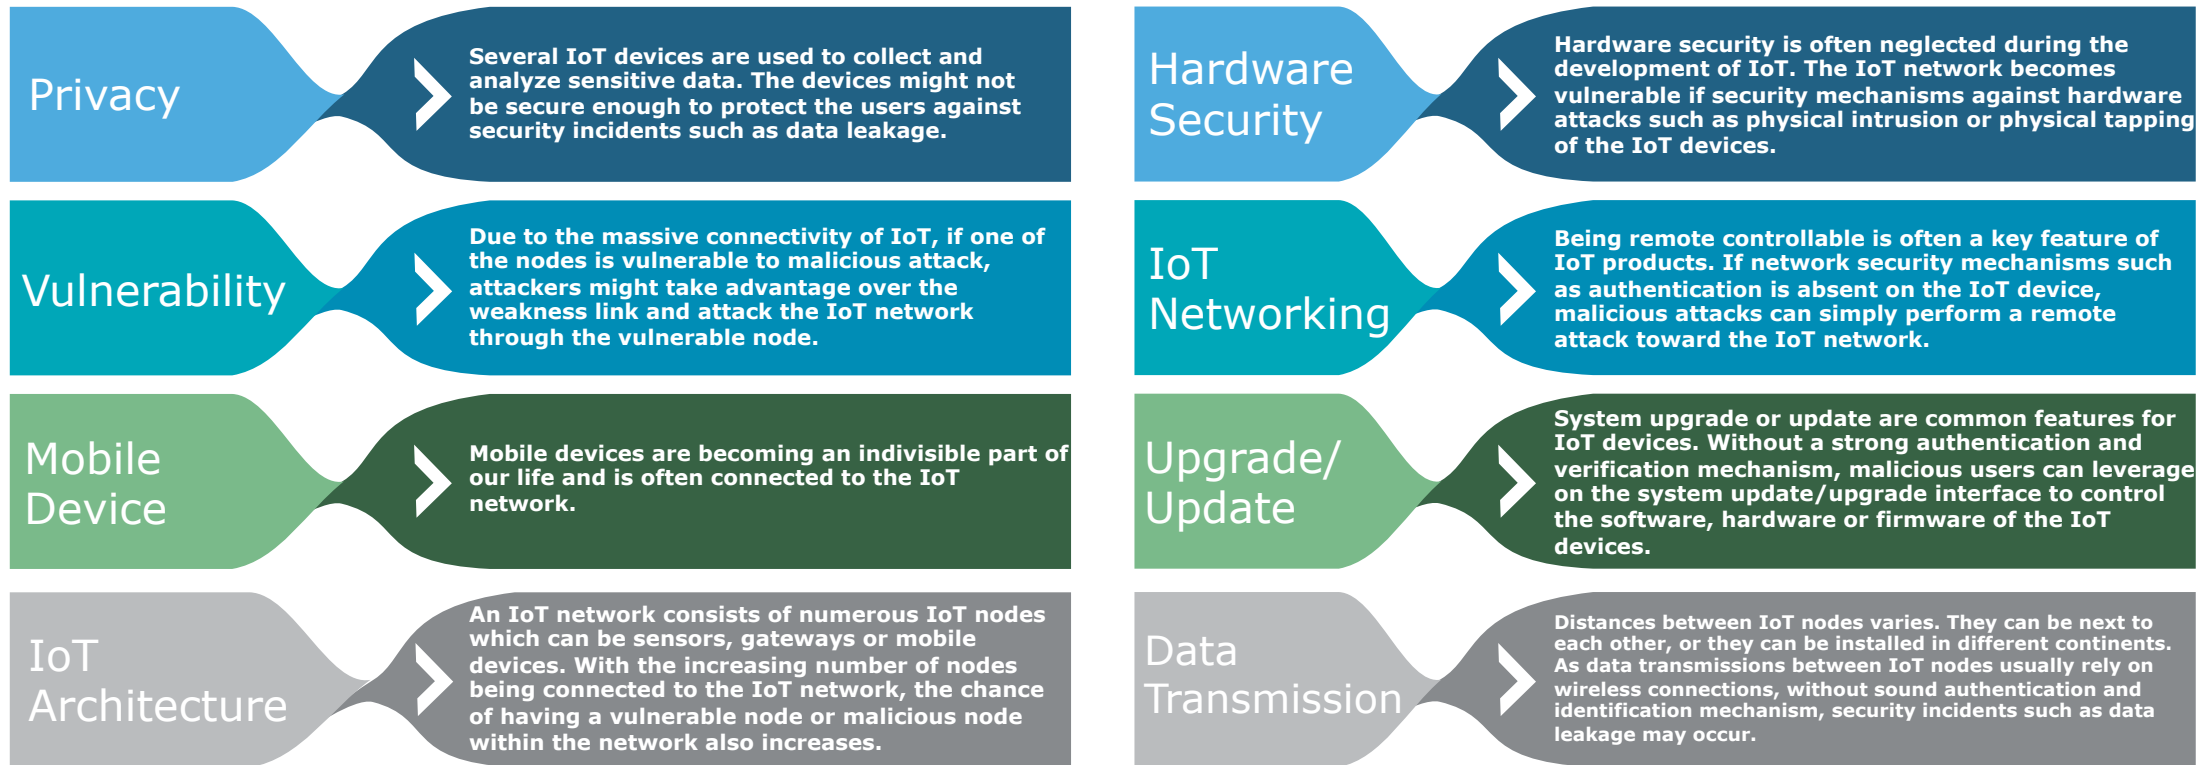 Privacy
Several IoT devices are used to collect and
analyze sensitive data. The devices might not
be secure enough to protect the users against
security incidents such as data leakage.
Vulnerability
Due to the massive connectivity of IoT, if one of
the nodes is vulnerable to malicious attack,
attackers might take advantage over the
weakness link and attack the IoT network
through the vulnerable node.
Mobile
Device
Mobile devices are becoming an indivisible part of
our life and is often connected to the IoT
network.
IoT
Architecture
An IoT network consists of numerous IoT nodes
which can be sensors, gateways or mobile
devices. With the increasing number of nodes
being connected to the IoT network, the chance
of having a vulnerable node or malicious node
within the network also increases.
Hardware
Security
Hardware security is often neglected during the
development of IoT. The IoT network becomes
vulnerable if security mechanisms against hardware
attacks such as physical intrusion or physical tapping
of the IoT devices.
IoT
Networking
Being remote controllable is often a key feature of
IoT products. If network security mechanisms such
as authentication is absent on the IoT device,
malicious attacks can simply perform a remote
attack toward the IoT network.
Upgrade/
Update
System upgrade or update are common features for
IoT devices. Without a strong authentication and
verification mechanism, malicious users can leverage
on the system update/upgrade interface to control
the software, hardware or firmware of the IoT
devices.
Data
Transmission
Distances between IoT nodes varies. They can be next to
each other, or they can be installed in different continents.
As data transmissions between IoT nodes usually rely on
wireless connections, without sound authentication and
identification mechanism, security incidents such as data
leakage may occur.